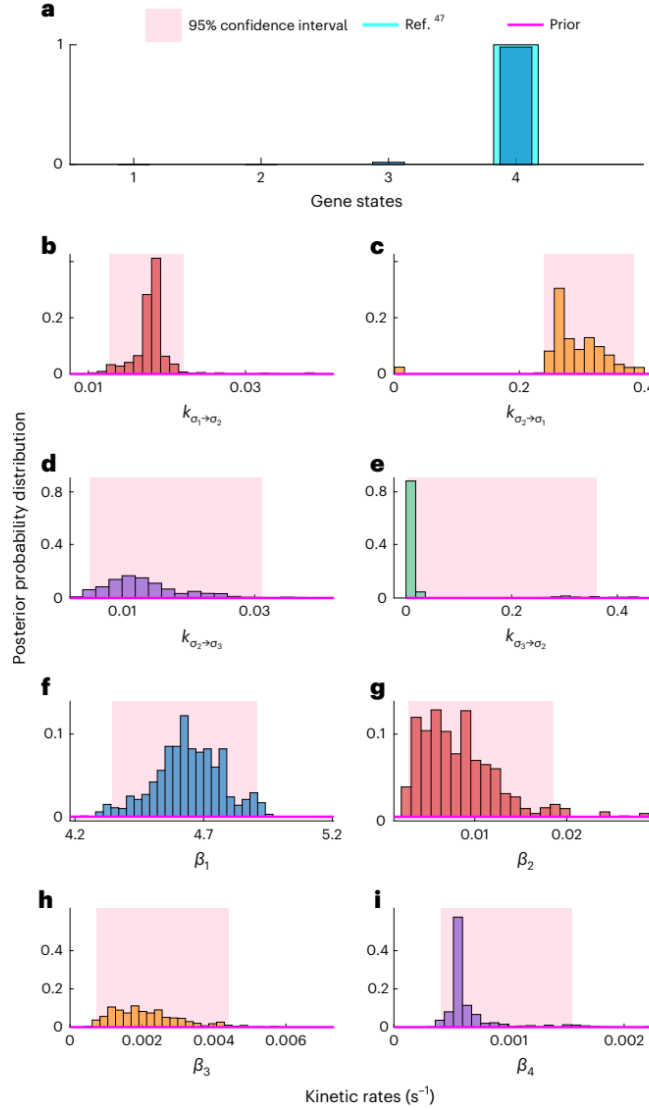 a
95% confidence interval
Ref. 47
Prior
1
0
1 2 3 4
Gene states
Posterior probability distribution
b
0.2
0
0.01 0.03
kσ1→σ2
c
0.2
0
0 0.2 0.4
kσ2→σ1
d
0.8
0.4
0
0.01 0.03
kσ2→σ3
e
0.8
0.4
0
0 0.2 0.4
kσ3→σ2
f
0.1
0
4.2 4.7 5.2
β1
g
0.1
0
0.01 0.02
β2
h
0.4
0.2
0
0 0.002 0.004 0.006
β3
i
0.4
0.2
0
0 0.001 0.002
β4
Kinetic rates (s−1)